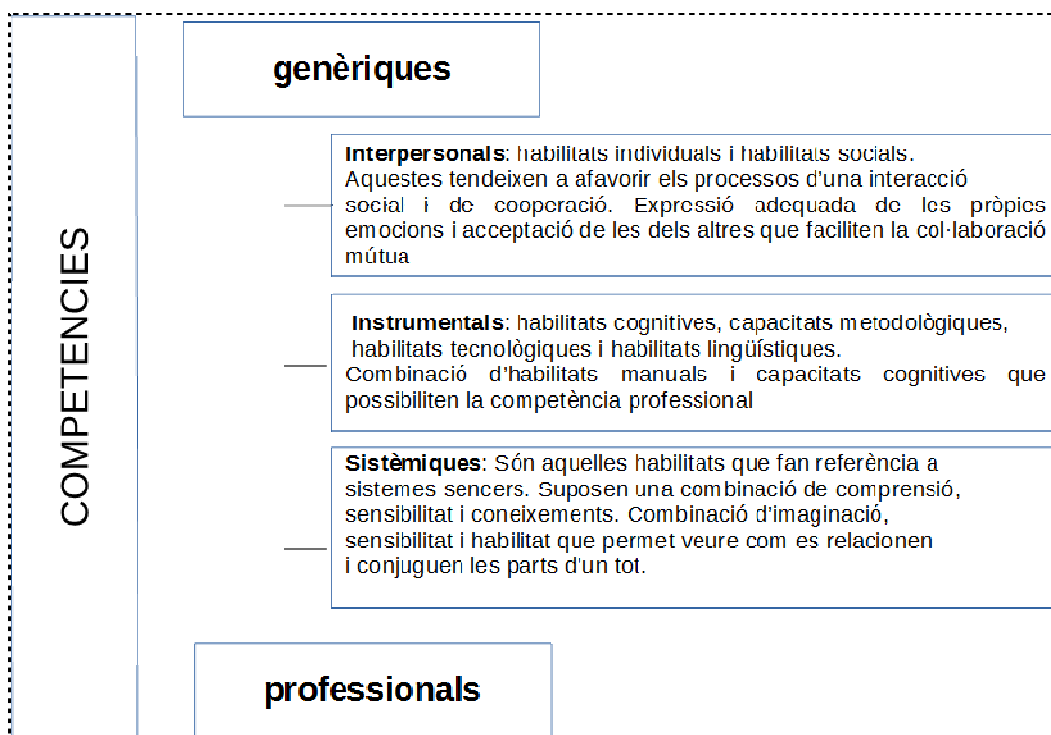 COMPETENCIES
genèriques
Interpersonals: habilitats individuals i habilitats socials.
Aquestes tendeixen a afavorir els processos d'una interacció
social i de cooperació. Expressió adequada de les pròpies
emocions i acceptació de les dels altres que faciliten la col·laboració
mútua
Instrumentals: habilitats cognitives, capacitats metodològiques,
habilitats tecnològiques i habilitats lingüístiques.
Combinació d'habilitats manuals i capacitats cognitives que
possibiliten la competència professional
Sistèmiques: Són aquelles habilitats que fan referència a
sistemes sencers. Suposen una combinació de comprensió,
sensibilitat i coneixements. Combinació d'imaginació,
sensibilitat i habilitat que permet veure com es relacionen
i conjuguen les parts d'un tot.
professionals